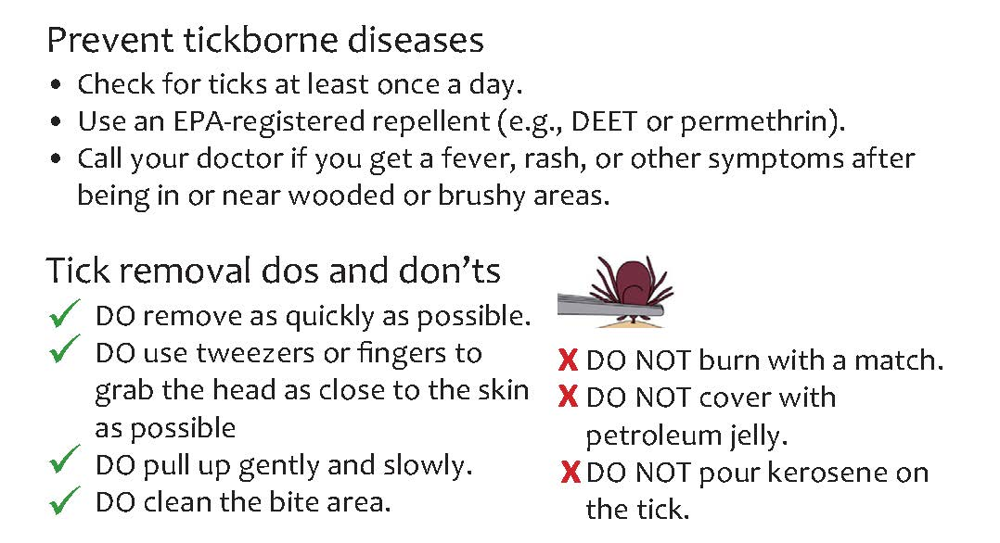 Prevent tickborne diseases
• Check for ticks at least once a day.
• Use an EPA-registered repellent (e.g., DEET or permethrin).
• Call your doctor if you get a fever, rash, or other symptoms after
being in or near wooded or brushy areas.
Tick removal dos and don'ts
✓ DO remove as quickly as possible.
✓ DO use tweezers or fingers to
grab the head as close to the skin
as possible
✓ DO pull up gently and slowly.
✓ DO clean the bite area.
X DO NOT burn with a match.
X DO NOT cover with
petroleum jelly.
X DO NOT pour kerosene on
the tick.